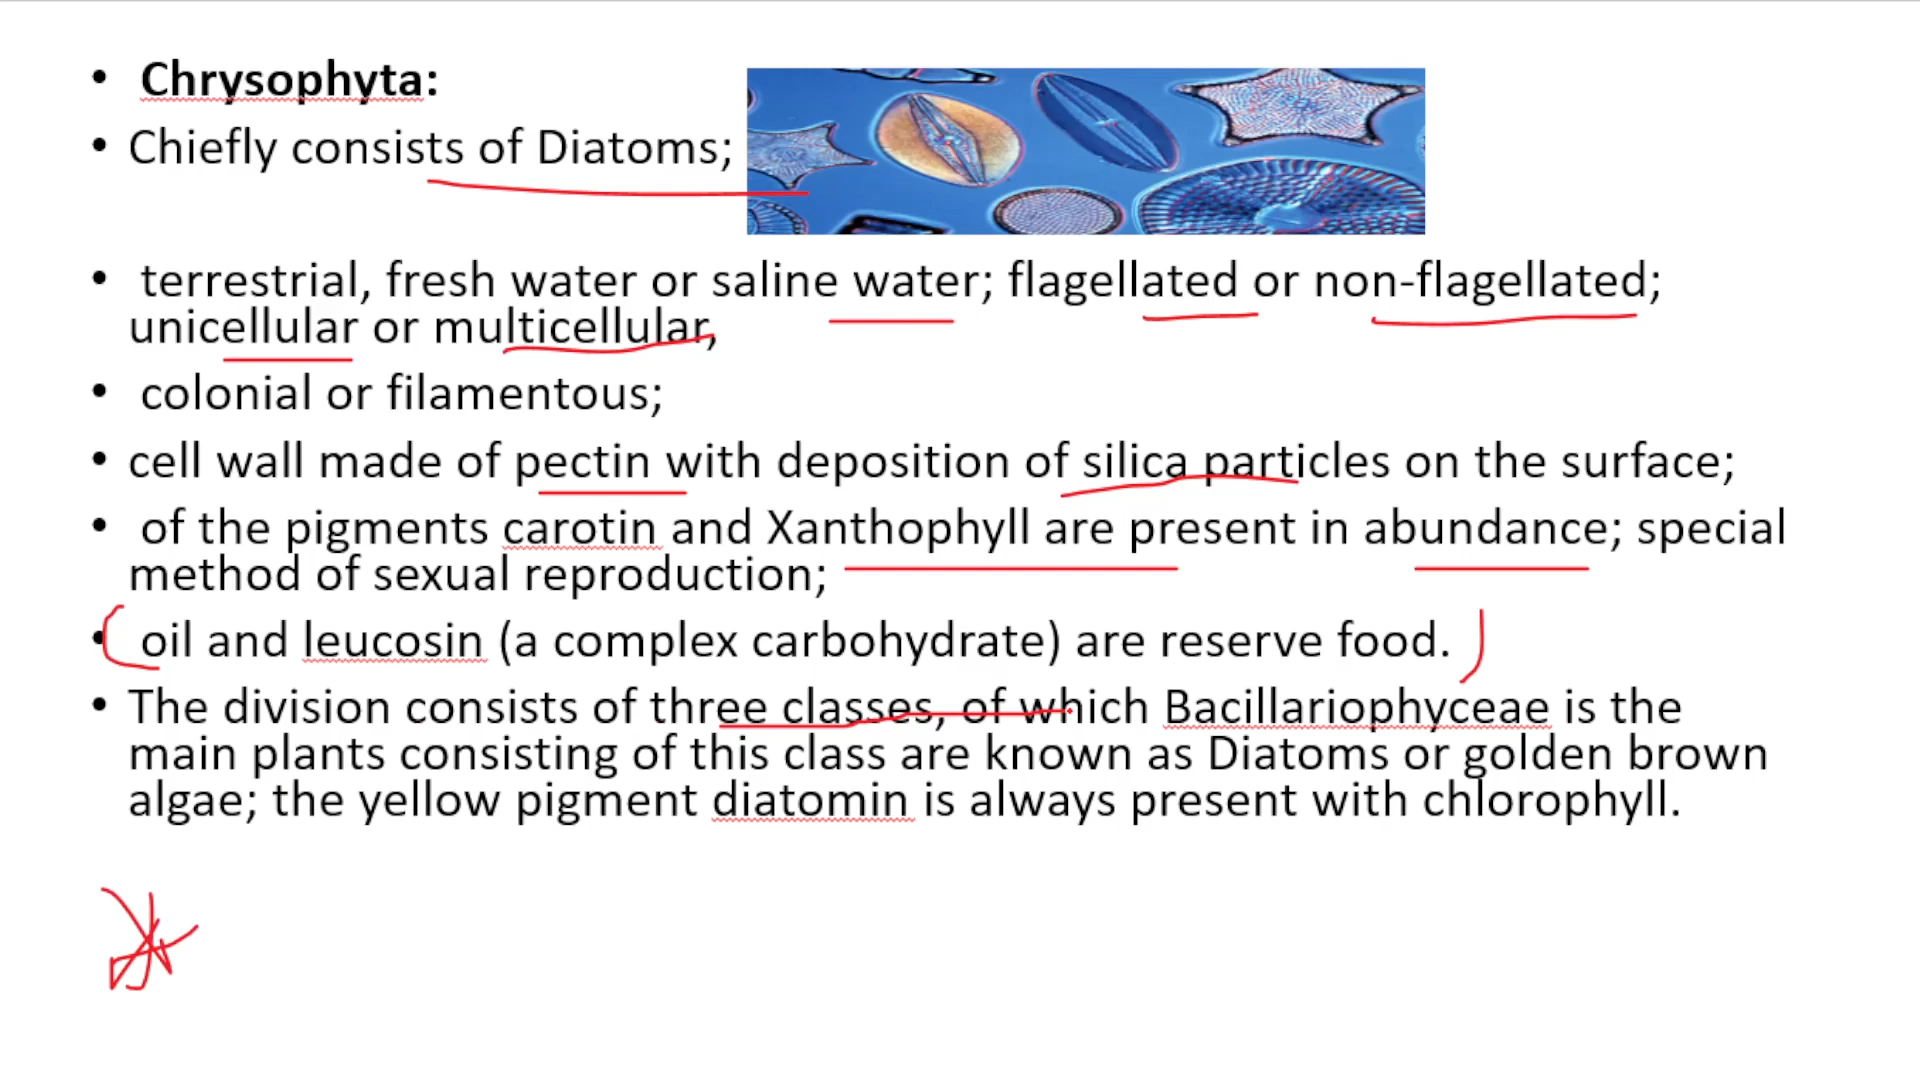 • Chrysophyta:
• Chiefly consists of Diatoms;
• terrestrial, fresh water or saline water; flagellated or non-flagellated;
unicellular or multicellular,
• colonial or filamentous;
• cell wall made of pectin with deposition of silica particles on the surface;
• of the pigments carotin and Xanthophyll are present in abundance; special
method of sexual reproduction;
• oil and leucosin (a complex carbohydrate) are reserve food.
• The division consists of three classes, of which Bacillariophyceae is the
main plants consisting of this class are known as Diatoms or golden brown
algae; the yellow pigment diatomin is always present with chlorophyll.